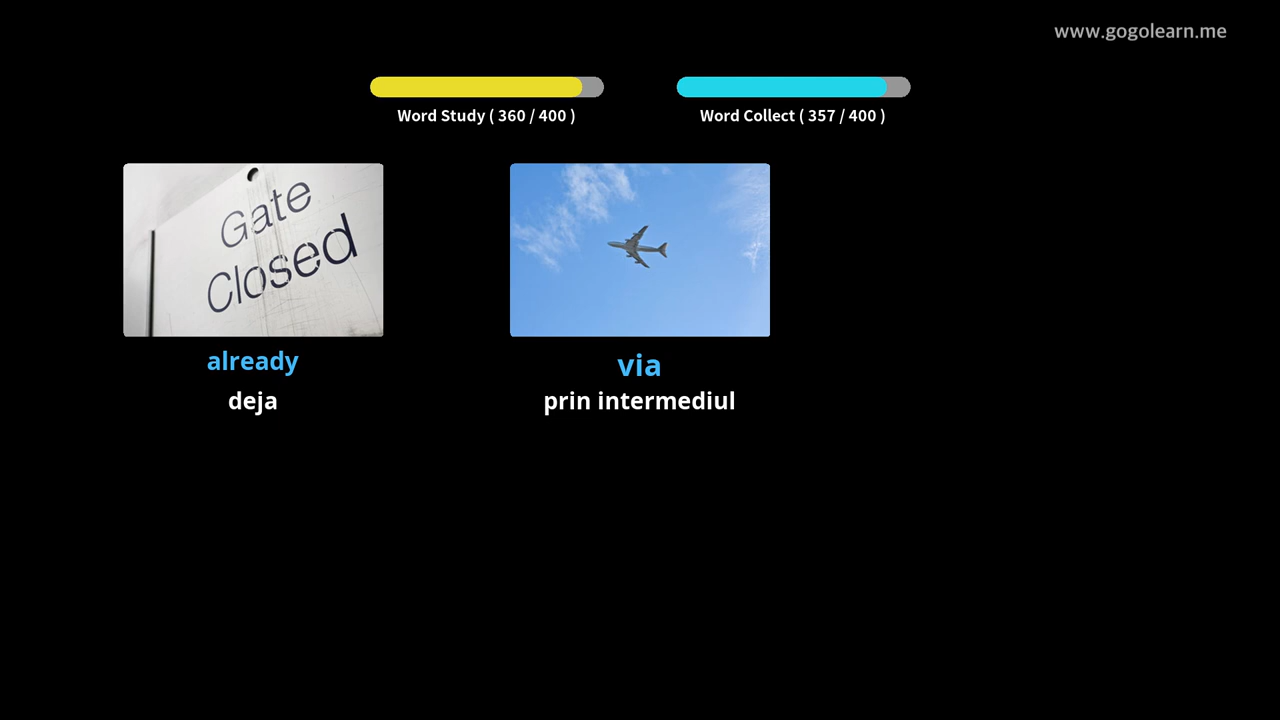 www.gogolearn.me
Word Study ( 360 / 400 )
Word Collect ( 357 / 400 )
Gate
Closed
already
deja
via
prin intermediul